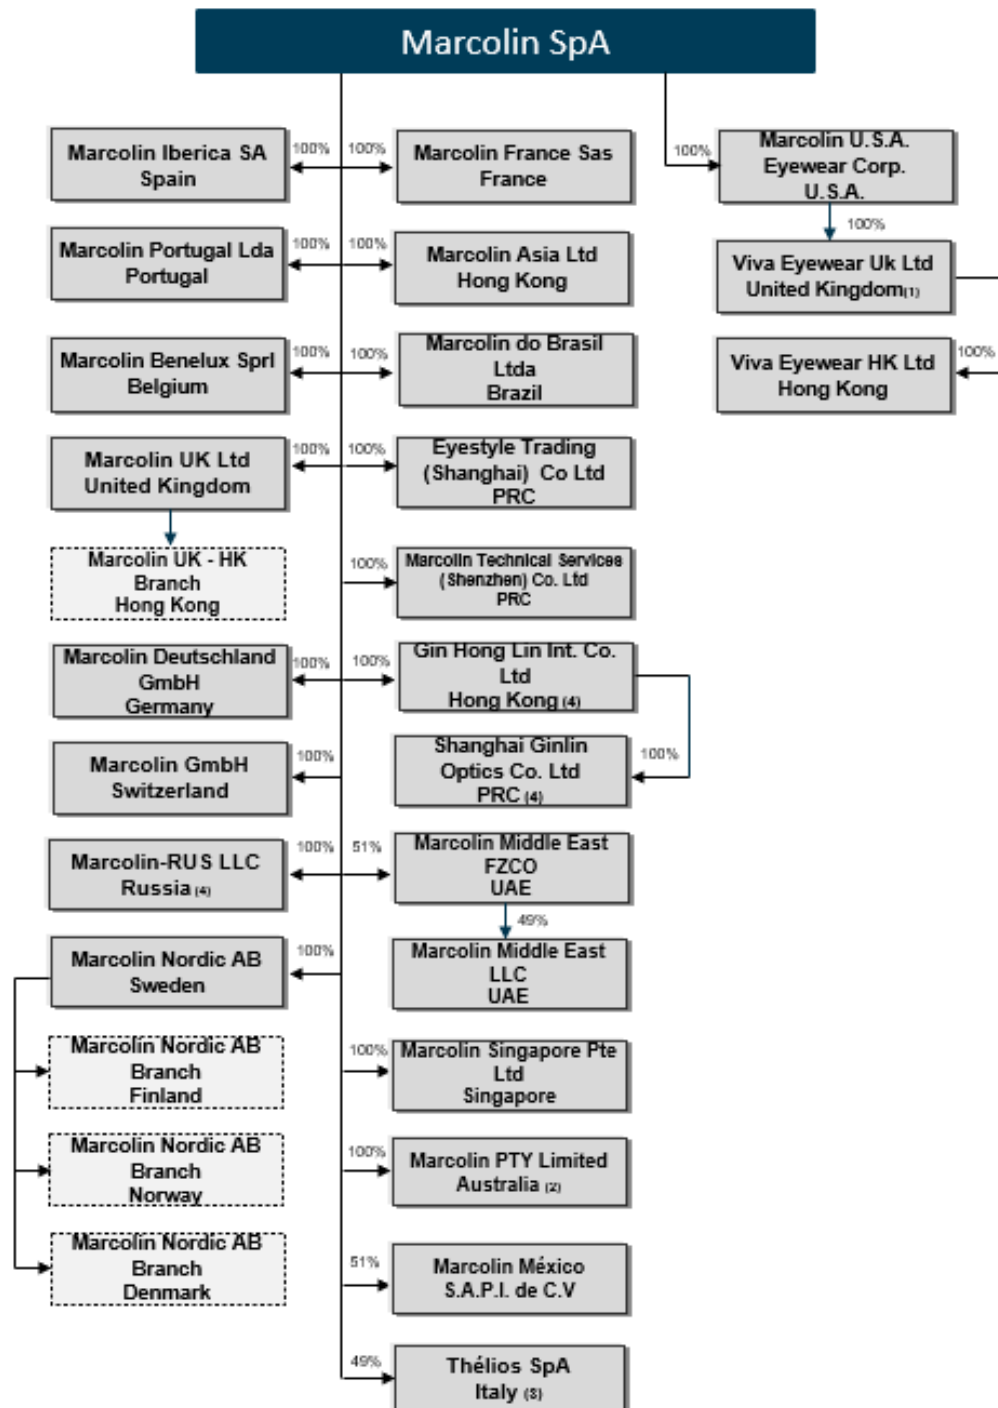 Marcolin SpA
Marcolin Iberica SA
Spain
100%
100%
Marcolin France Sas
France
100%
Marcolin U.S.A.
Eyewear Corp.
U.S.A.
100%
Marcolin Portugal Lda
Portugal
100%
100%
Marcolin Asia Ltd
Hong Kong
Viva Eyewear Uk Ltd
United Kingdom(1)
Marcolin Benelux Sprl
Belgium
100%
100%
Marcolin do Brasil
Ltda
Brazil
Viva Eyewear HK Ltd
Hong Kong
100%
Marcolin UK Ltd
United Kingdom
100%
100%
Eyestyle Trading
(Shanghai) Co Ltd
PRC
Marcolin UK - HK
Branch
Hong Kong
100%
Marcolin Technical Services
(Shenzhen) Co. Ltd
PRC
Marcolin Deutschland
GmbH
Germany
100%
100%
Gin Hong Lin Int. Co.
Ltd
Hong Kong (4)
Marcolin GmbH
Switzerland
100%
Shanghai Ginlin
Optics Co. Ltd
PRC (4)
100%
Marcolin-RUS LLC
Russia (4)
100%
51%
Marcolin Middle East
FZCO
UAE
49%
Marcolin Nordic AB
Sweden
100%
Marcolin Middle East
LLC
UAE
Marcolin Nordic AB
Branch
Finland
100%
Marcolin Singapore Pte
Ltd
Singapore
Marcolin Nordic AB
Branch
Norway
100%
Marcolin PTY Limited
Australia (2)
Marcolin Nordic AB
Branch
Denmark
51%
Marcolin México
S.A.P.I. de C.V
49%
Thélios SpA
Italy (3)